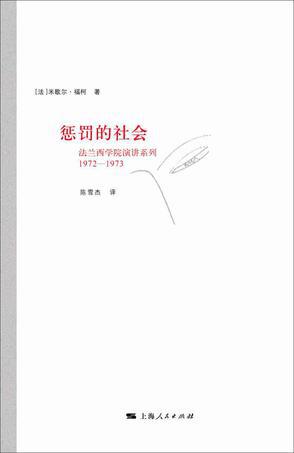 [法]米歇尔·福柯 著
惩罚的社会
法兰西学院演讲系列
1972—1973
陈雪杰 译
上海人民出版社